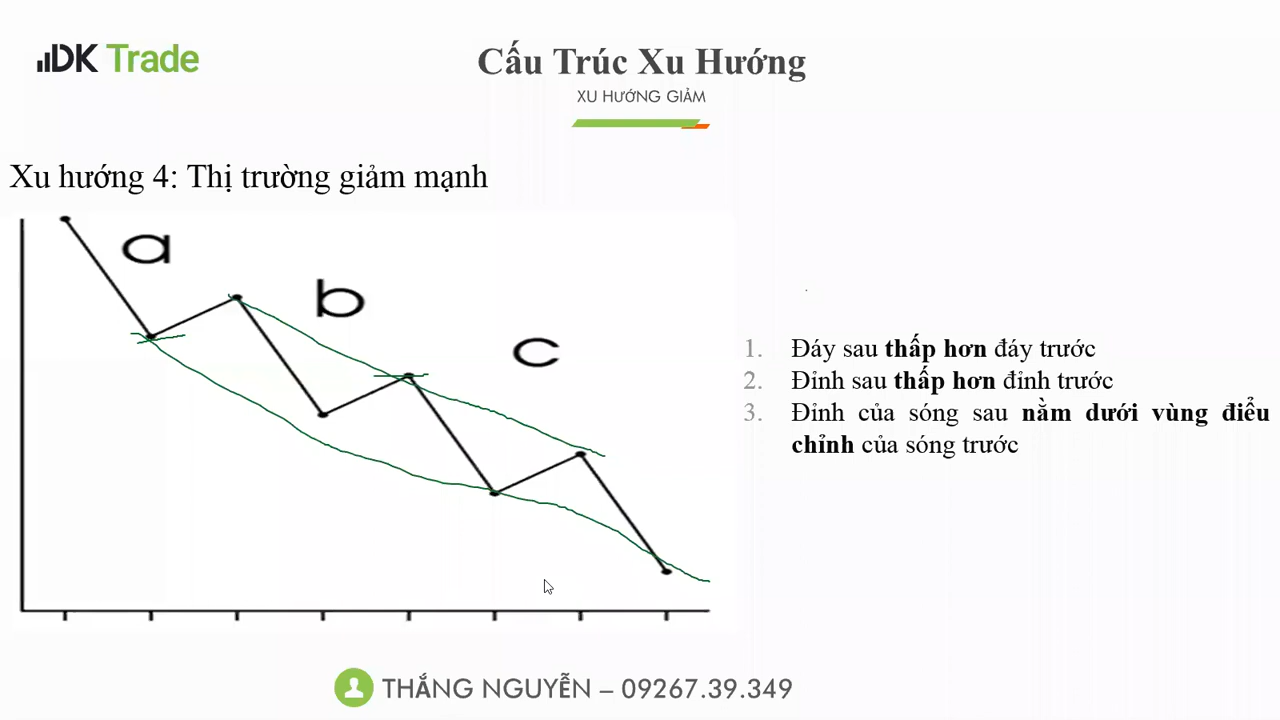 DK Trade
Cấu Trúc Xu Hướng
XU HƯỚNG GIẢM
Xu hướng 4: Thị trường giảm mạnh
a
b
c
1. Đáy sau thấp hơn đáy trước
2. Đỉnh sau thấp hơn đỉnh trước
3. Đỉnh của sóng sau nằm dưới vùng điểu
chỉnh của sóng trước
THẮNG NGUYỄN – 09267.39.349